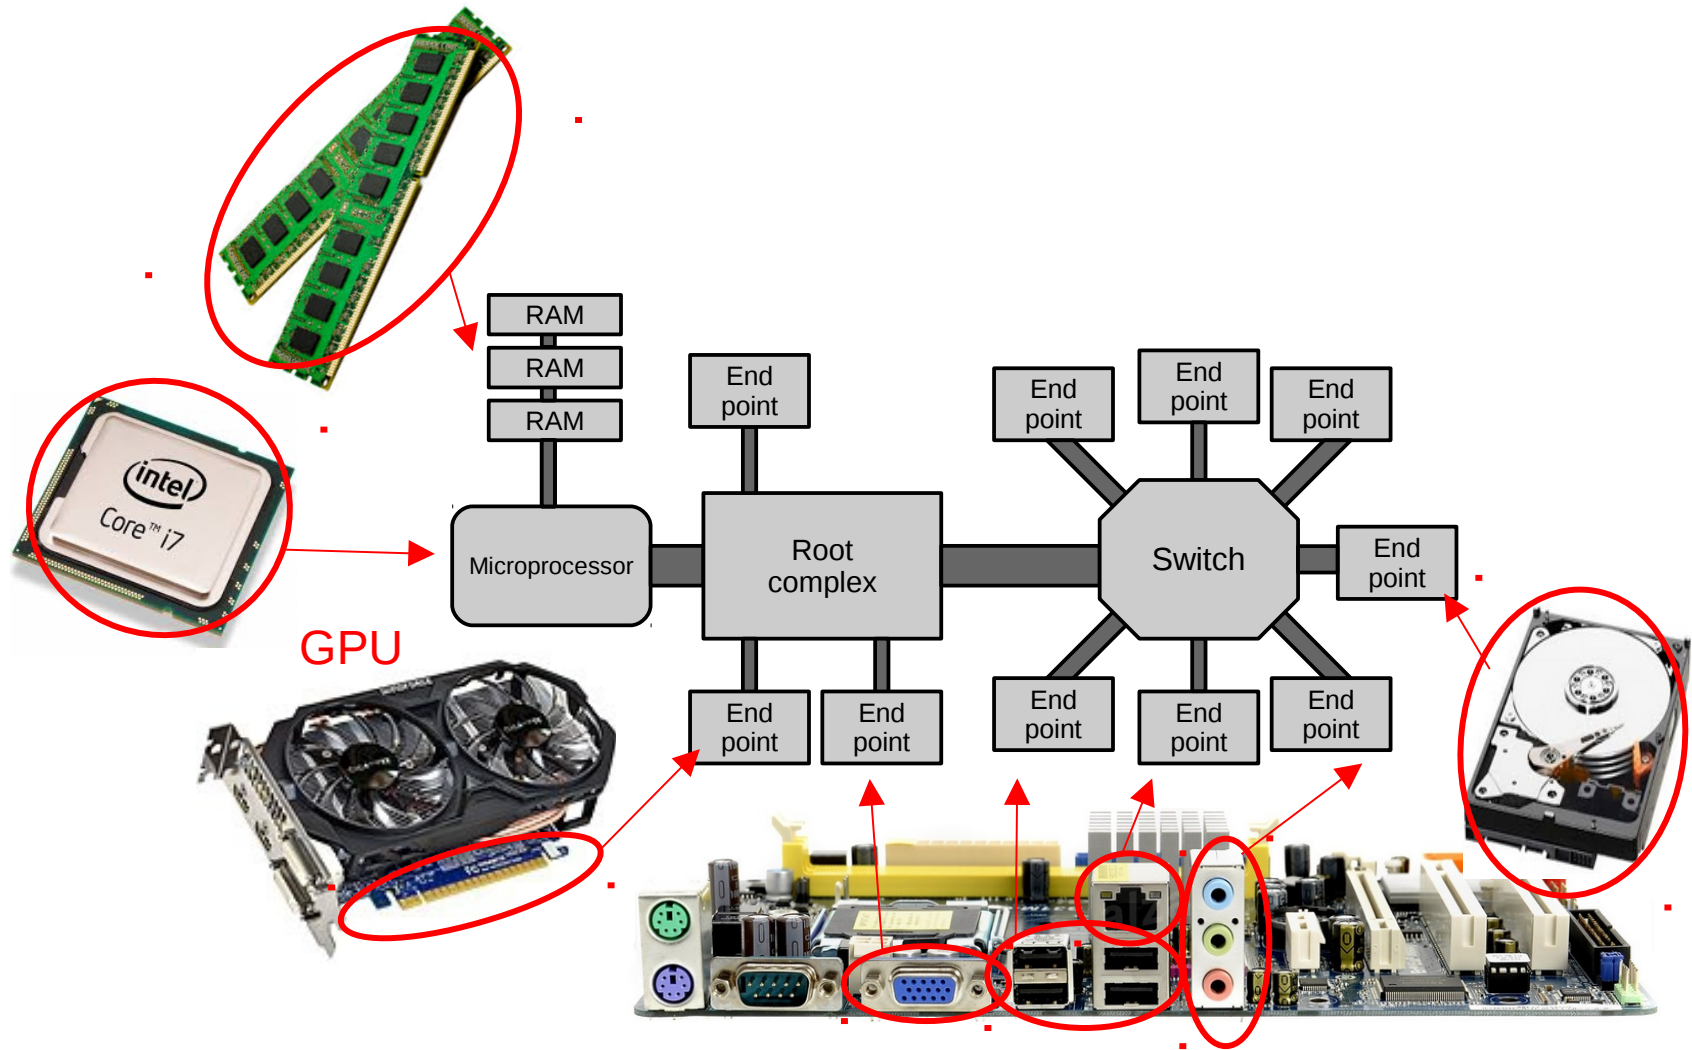 RAM
RAM
RAM
End
point
End
point
End
point
End
point
intel
Core™ i7
Microprocessor
Root
complex
Switch
End
point
GPU
End
point
End
point
End
point
End
point
End
point